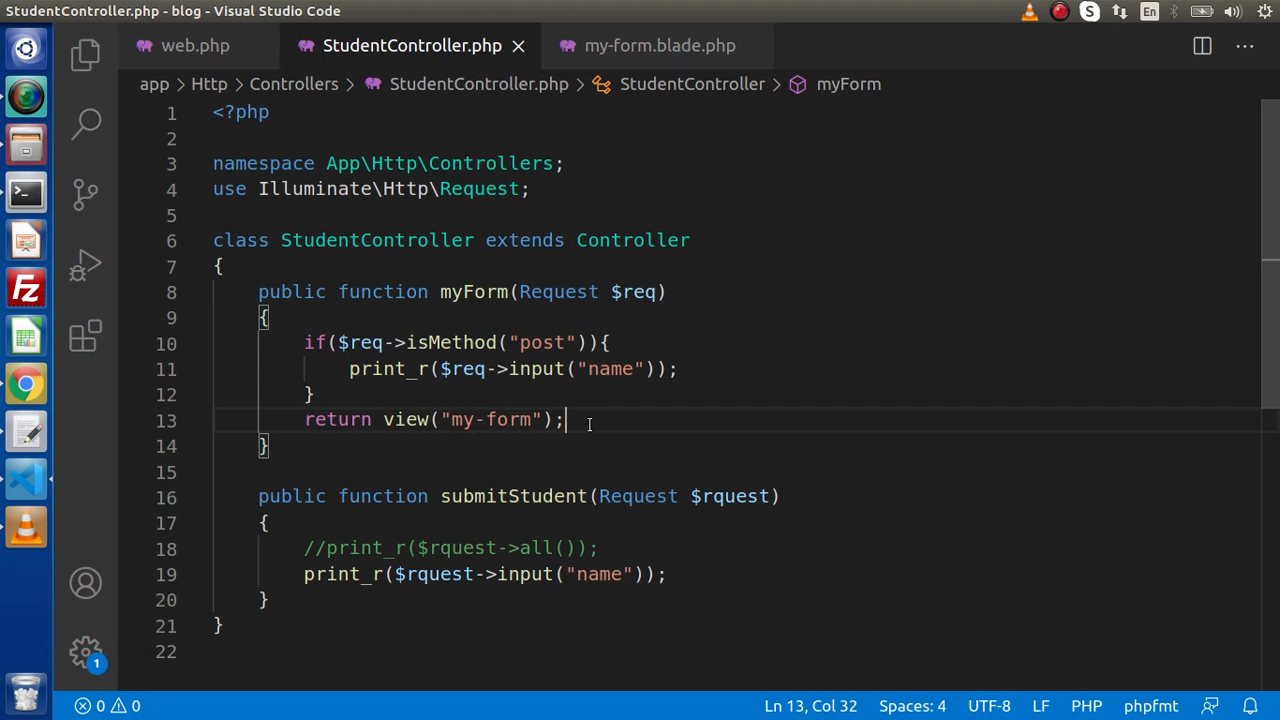 StudentController.php - blog - Visual Studio Code
S
En
web.php
StudentController.php
my-form.blade.php
app > Http > Controllers > StudentController.php > StudentController > myForm
1 <?php
2
3 namespace App\Http\Controllers;
4 use Illuminate\Http\Request;
5
6 class StudentController extends Controller
7 {
8 public function myForm(Request $req)
9 {
10 if($req->isMethod("post")){
11 print_r($req->input("name"));
12 }
13 return view("my-form");
14 }
15
16 public function submitStudent(Request $rquest)
17 {
18 //print_r($rquest->all());
19 print_r($rquest->input("name"));
20 }
21 }
22
Fz
1
0 0 Ln 13, Col 32 Spaces: 4 UTF-8 LF PHP phpfmt